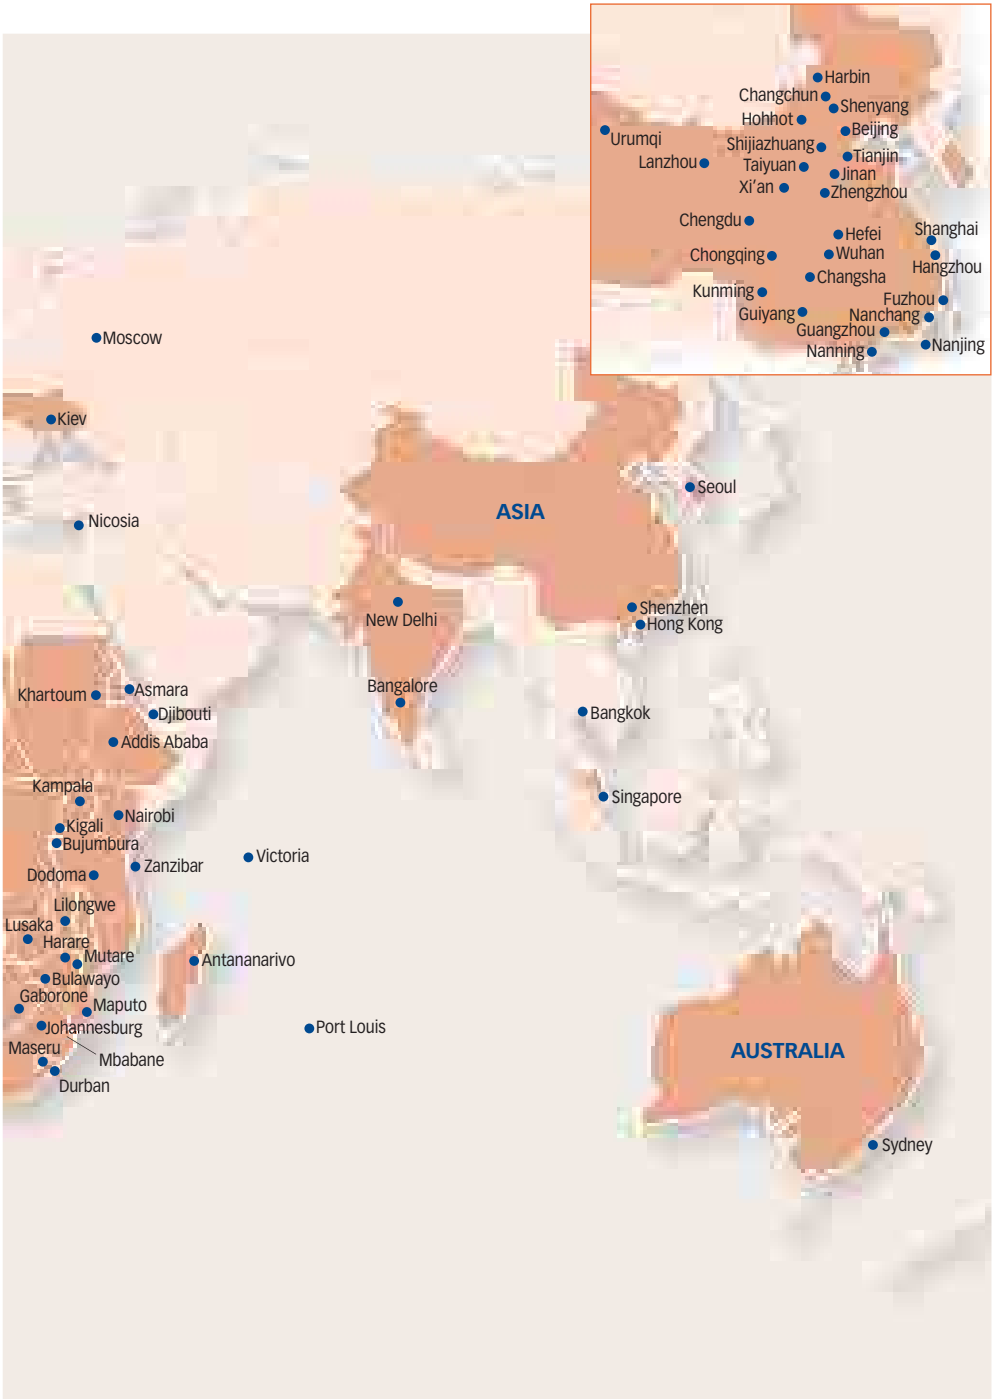 Harbin
Changchun
Shenyang
Hohhot
Beijing
Urumqi
Shijiazhuang
Tianjin
Lanzhou
Taiyuan
Jinan
Xi'an
Zhengzhou
Chengdu
Shanghai
Hefei
Chongqing
Wuhan
Hangzhou
Changsha
Kunming
Fuzhou
Guiyang
Nanchang
Guangzhou
Nanjing
Nanning
Moscow
Kiev
Seoul
ASIA
Nicosia
Shenzhen
New Delhi
Hong Kong
Bangalore
Khartoum
Asmara
Djibouti
Bangkok
Addis Ababa
Kampala
Singapore
Nairobi
Kigali
Bujumbura
Victoria
Zanzibar
Dodoma
Lilongwe
Lusaka
Harare
Mutare
Antananarivo
Bulawayo
Gaborone
Maputo
Johannesburg
Port Louis
Maseru
Mbabane
AUSTRALIA
Durban
Sydney